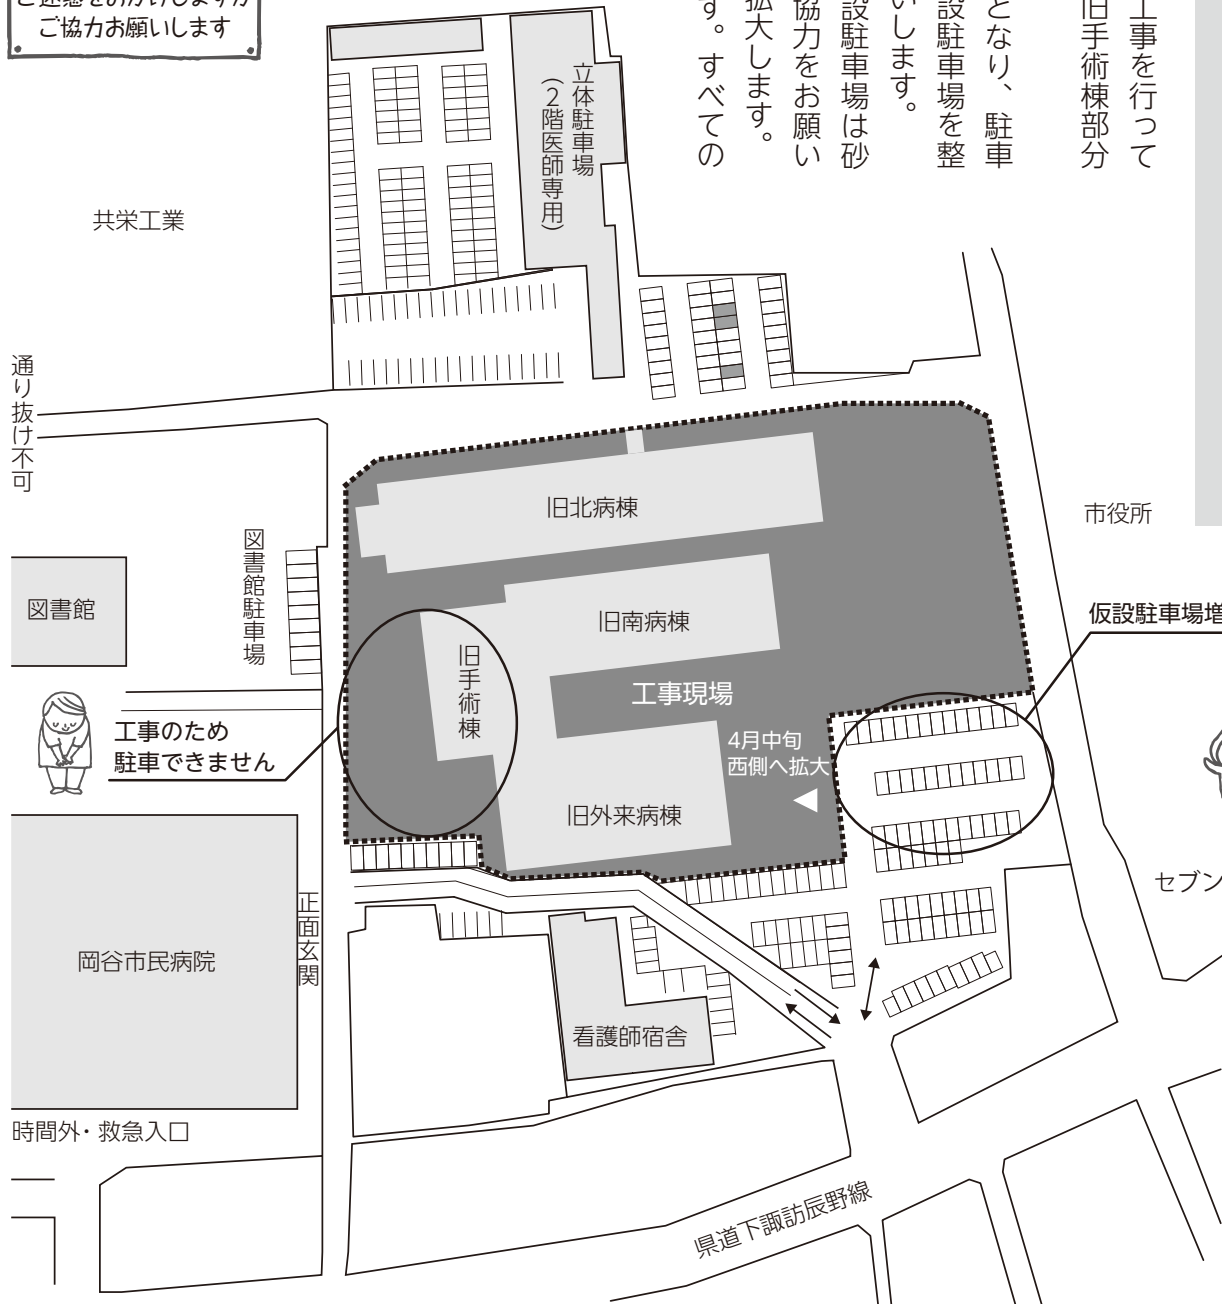 ご迷惑をおかけしますが
ご協力お願いします
工事を行って
旧手術棟部分
となり、駐車
設駐車場を整
いします。
設駐車場は砂
協力をお願い
拡大します。
す。すべての
立体駐車場
（2階医師専用）
共栄工業
通り抜け不可
旧北病棟
市役所
図書館駐車場
図書館
旧南病棟
仮設駐車場増
旧手術棟
工事現場
工事のため
駐車できません
4月中旬
西側へ拡大
旧外来病棟
セブン
正面玄関
岡谷市民病院
看護師宿舎
時間外・救急入口
県道下諏訪辰野線